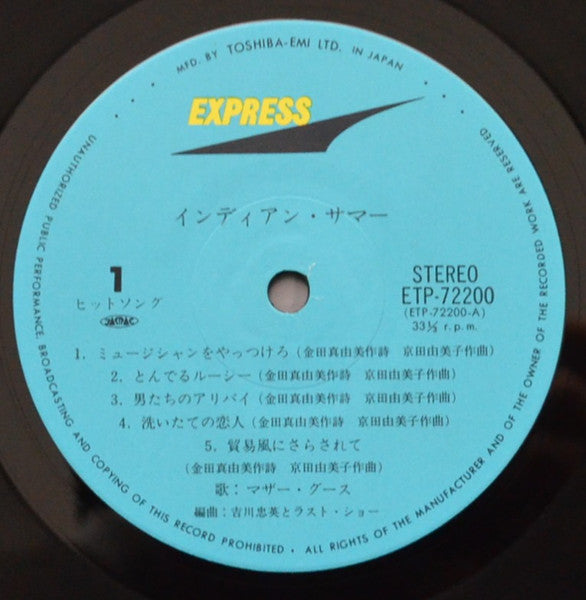 MFD. BY TOSHIBA-EMI LTD. IN JAPAN
EXPRESS
インディアン・サマー
1
ヒットソング
STEREO
ETP-72200
(ETP-72200-A)
33⅓ r.p.m.
1. ミュージシャンをやっつけろ (金田真由美作詩 京田由美子作曲)
2. とんでるルーシー (金田真由美作詩 京田由美子作曲)
3. 男たちのアリバイ (金田真由美作詩 京田由美子作曲)
4. 洗いたての恋人 (金田真由美作詩 京田由美子作曲)
5. 貿易風にさらされて
(金田真由美作詩 京田由美子作曲)
歌：マザー・グース
編曲：吉川忠英とラスト・ショー
UNAUTHORIZED PUBLIC PERFORMANCE, BROADCASTING AND COPYING OF THIS RECORD PROHIBITED • ALL RIGHTS OF THE MANUFACTURER AND OF THE OWNER OF THE RECORDED WORK ARE RESERVED